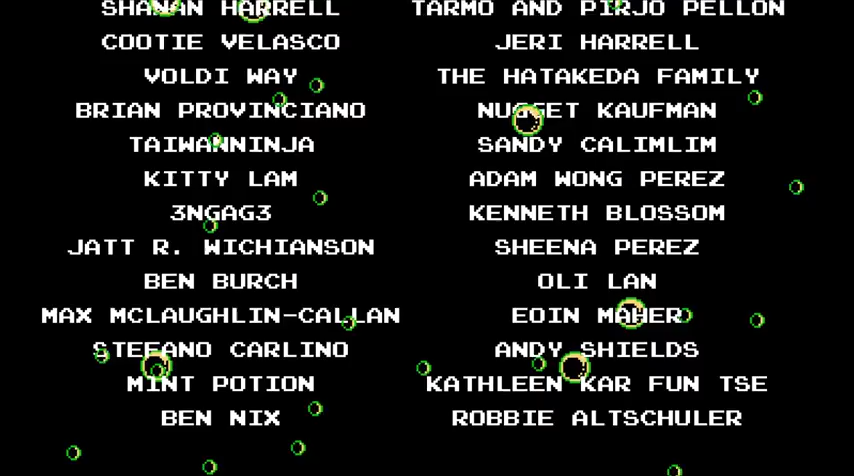 SHANAN HARRELL TARMO AND PIRJO PELLON
COOTIE VELASCO JERI HARRELL
VOLDI WAY THE HATAKEDA FAMILY
BRIAN PROVINCIANO NUGGET KAUFMAN
TAIWANNINJA SANDY CALIMLIM
KITTY LAM ADAM WONG PEREZ
3NGAG3 KENNETH BLOSSOM
JATT R. WICHIANSON SHEENA PEREZ
BEN BURCH OLI LAN
MAX MCLAUGHLIN-CALLAN EOIN MAHER
STEFANO CARLINO ANDY SHIELDS
MINT POTION KATHLEEN KAR FUN TSE
BEN NIX ROBBIE ALTSCHULER